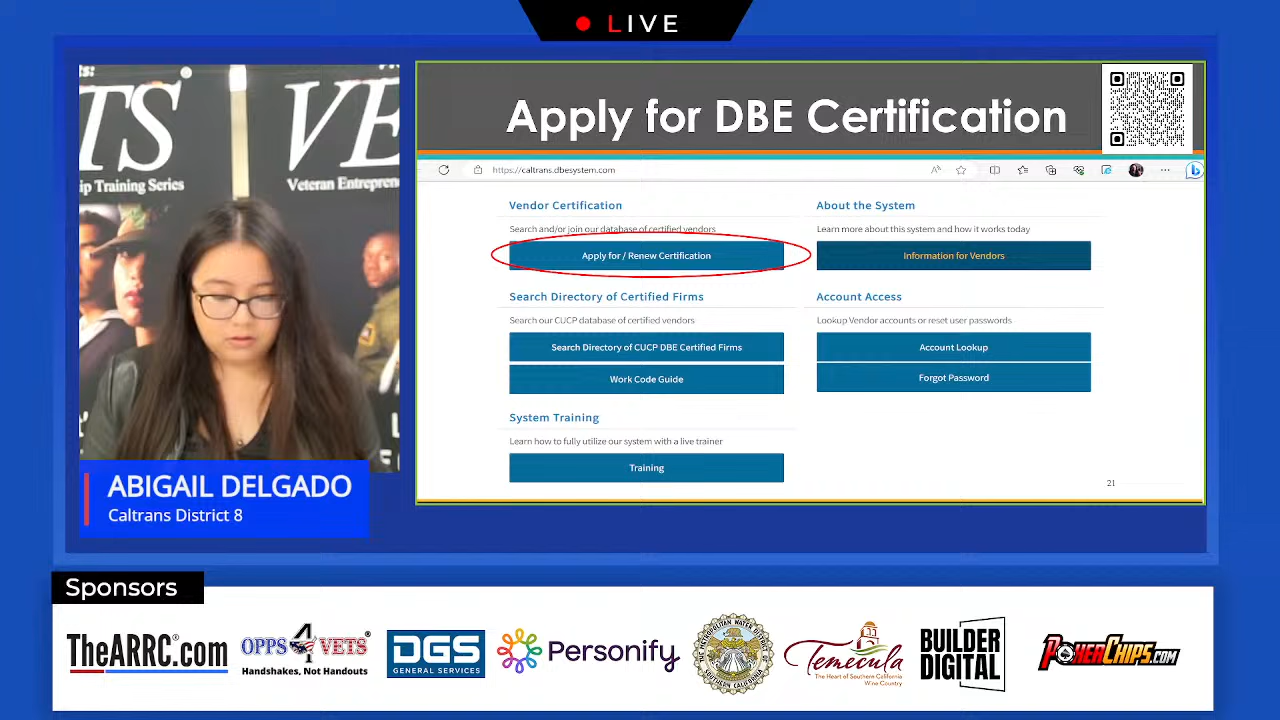 LIVE
TS®
VE
ip Training Series
Veteran Entrepren
ABIGAIL DELGADO
Caltrans District 8
Apply for DBE Certification
https://caltrans.dbesystem.com
Vendor Certification
Search and/or join our database of certified vendors
Apply for / Renew Certification
Search Directory of Certified Firms
Search our CUCP database of certified vendors
Search Directory of CUCP DBE Certified Firms
Work Code Guide
System Training
Learn how to fully utilize our system with a live trainer
Training
About the System
Learn more about this system and how it works today
Information for Vendors
Account Access
Lookup Vendor accounts or reset user passwords
Account Lookup
Forgot Password
21
Sponsors
TheARRC®.com
OPPS 4 VETS®
Handshakes, Not Handouts
DGS
GENERAL SERVICES
Personify
Temecula
The Heart of Southern California
Wine Country
BUILDER
DIGITAL
POKERCHIPS.COM